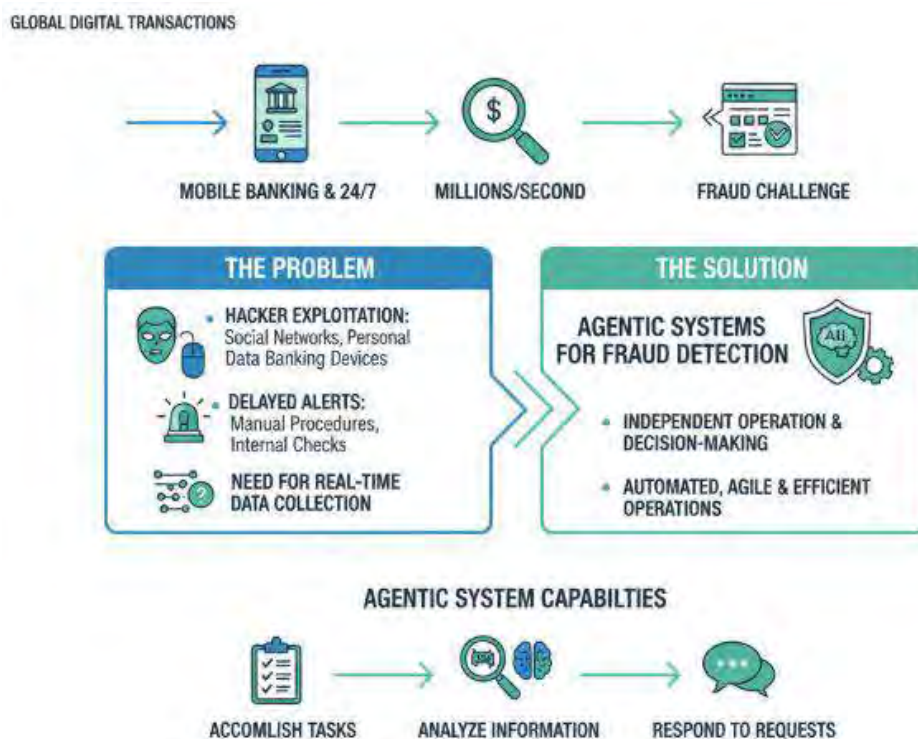 GLOBAL DIGITAL TRANSACTIONS
$
MOBILE BANKING & 24/7
MILLIONS/SECOND
FRAUD CHALLENGE
THE PROBLEM
HACKER EXPLOTTATION:
Social Networks, Personal
Data Banking Devices
DELAYED ALERTS:
Manual Procedures,
Internal Checks
?
NEED FOR REAL-TIME
DATA COLLECTION
THE SOLUTION
AGENTIC SYSTEMS
FOR FRAUD DETECTION
INDEPENDENT OPERATION &
DECISION-MAKING
AUTOMATED, AGILE & EFFICIENT
OPERATIONS
AGENTIC SYSTEM CAPABILTIES
ACCOMLISH TASKS
ANALYZE INFORMATION
RESPOND TO REQUESTS